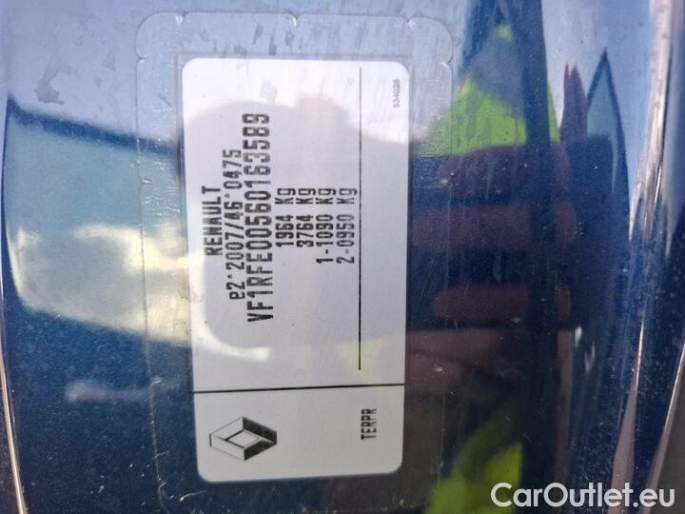 RENAULT
e2*2007/46*0475
VF1RFE00560163589
1964 Kg
3764 Kg
1-1090 Kg
2-0950 Kg
TERPR
534026
CarOutlet.eu